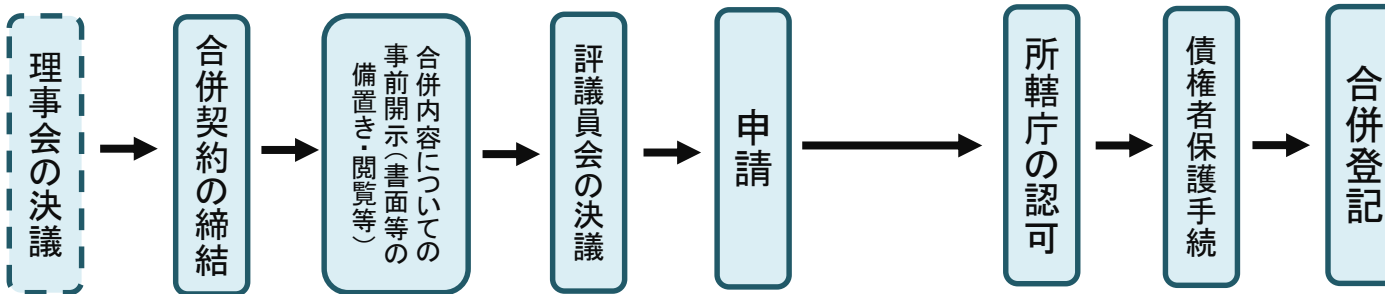 理事会の決議
合併契約の締結
合併内容についての
事前開示（書面等の
備置き・閲覧等）
評議員会の決議
申請
所轄庁の認可
債権者保護手続
合併登記